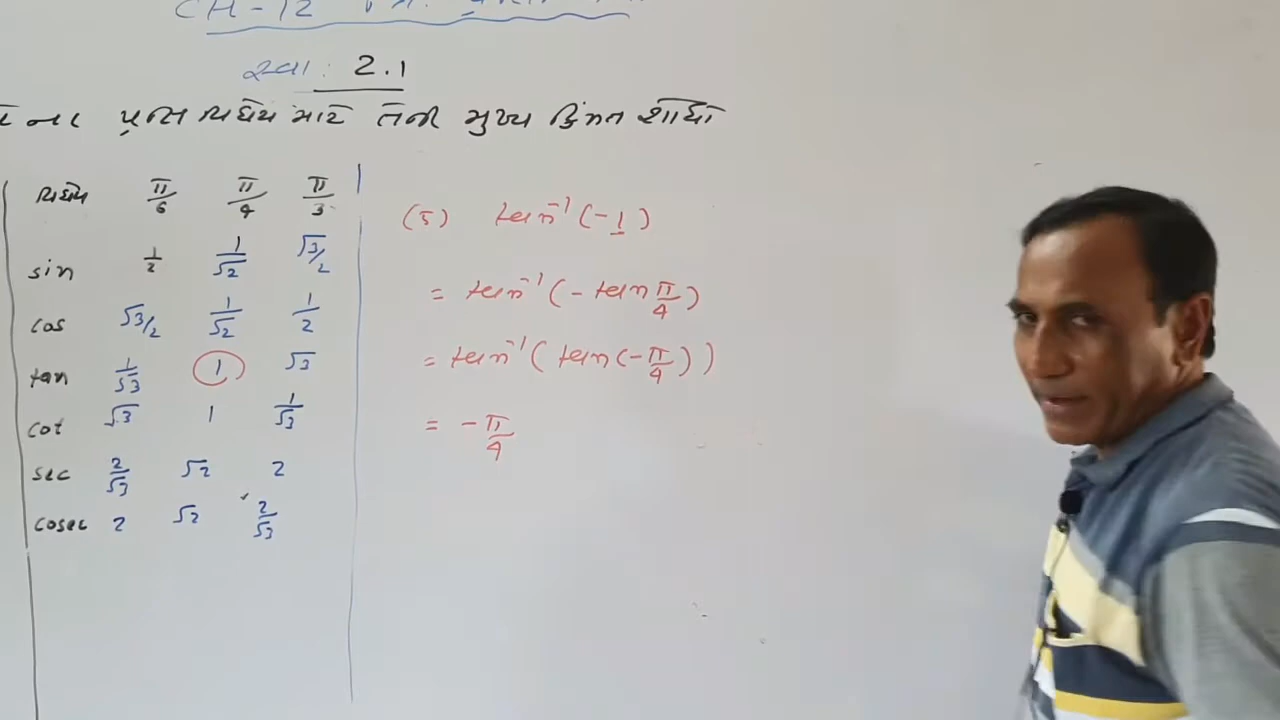 CH-12
સ્વા: 2.1
પ્રતિ વિધેય માટે તેની મુખ્ય કિંમત શોધો
વિધેય π/6 π/4 π/3
sin 1/2 1/√2 √3/2
cos √3/2 1/√2 1/2
tan 1/√3 1 √3
cot √3 1 1/√3
sec 2/√3 √2 2
cosec 2 √2 2/√3
(5) tan⁻¹(-1)
= tan⁻¹(-tan π/4)
= tan⁻¹(tan(-π/4))
= -π/4